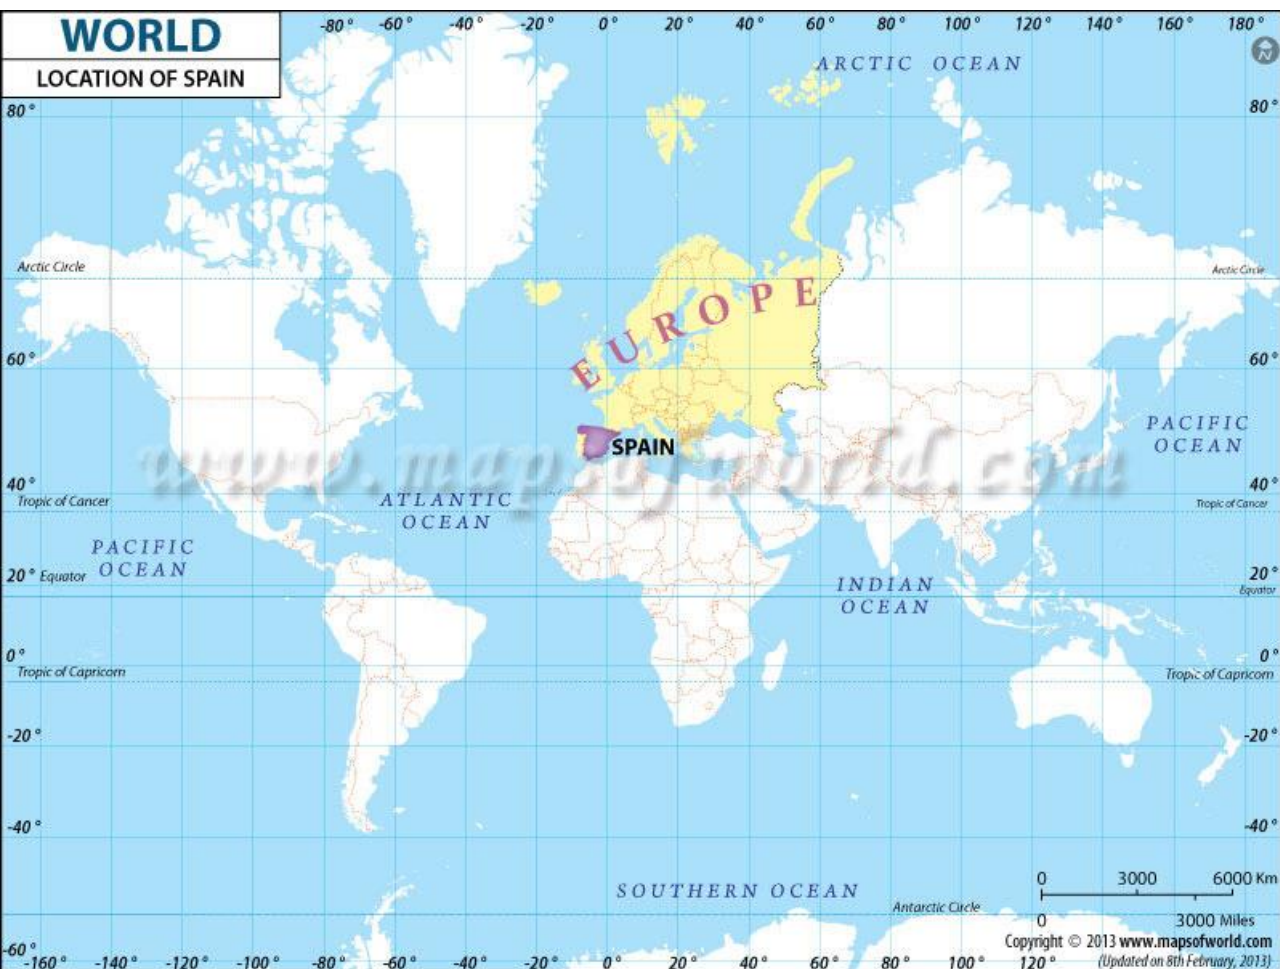 WORLD
LOCATION OF SPAIN
-80° -60° -40° -20° 0° 20° 40° 60° 80° 100° 120° 140° 160° 180°
N
ARCTIC OCEAN
80° 80°
Arctic Circle Arctic Circle
EUROPE
60° 60°
PACIFIC
OCEAN
SPAIN
www.mapsofworld.com
40° 40°
Tropic of Cancer Tropic of Cancer
ATLANTIC
OCEAN
PACIFIC
OCEAN
20° Equator 20°
Equator
INDIAN
OCEAN
0° 0°
Tropic of Capricorn Tropic of Capricorn
-20° -20°
-40° -40°
SOUTHERN OCEAN
0 3000 6000 Km
Antarctic Circle
0 3000 Miles
Copyright © 2013 www.mapsofworld.com
-60°
-160° -140° -120° -100° -80° -60° -40° -20° 0° 20° 40° 60° 80° 100° 120° (Updated on 8th February, 2013)